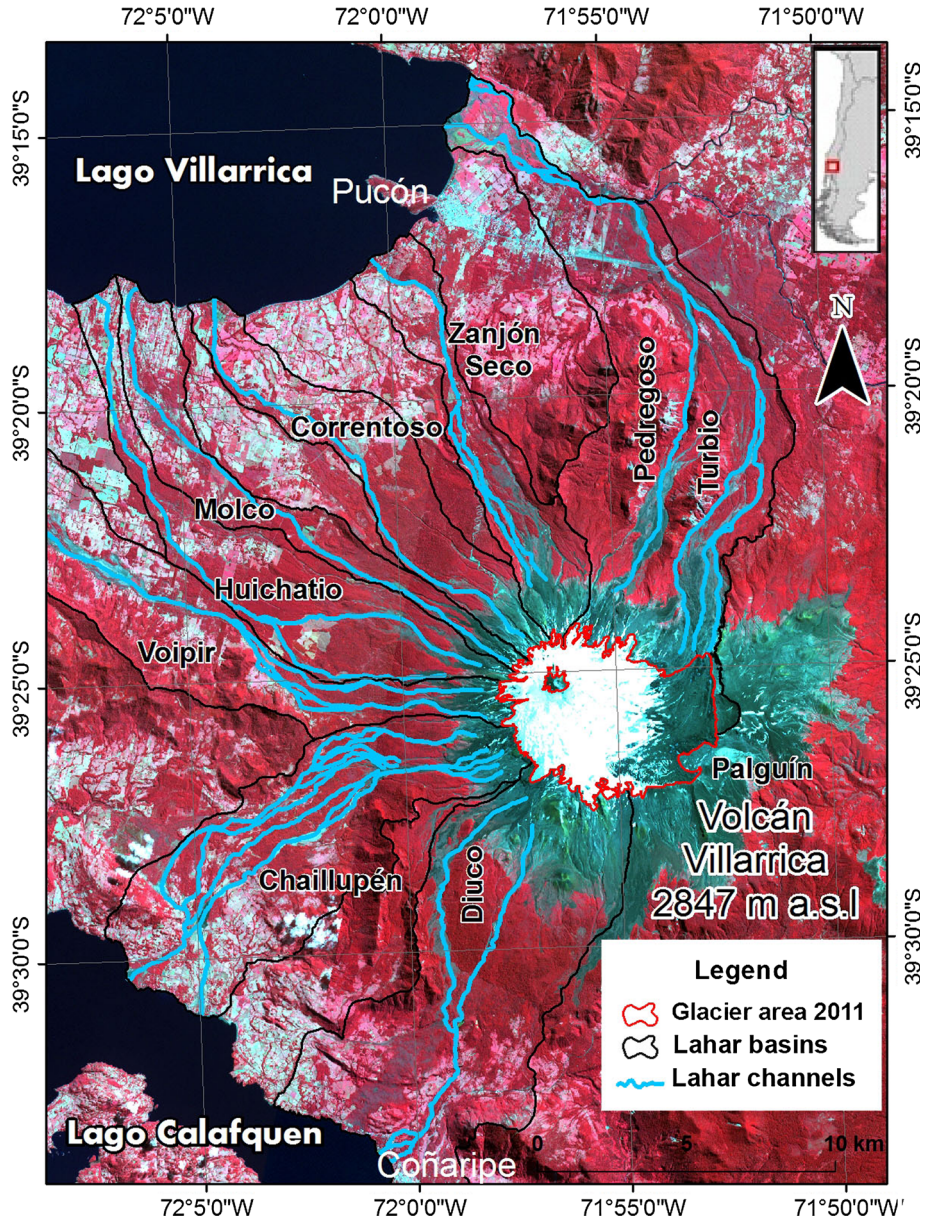 72°5'0"W
72°0'0"W
71°55'0"W
71°50'0"W
39°15'0"S
39°15'0"S
Lago Villarrica
Pucón
N
Zanjón
Seco
Pedregoso
Turbio
39°20'0"S
39°20'0"S
Correntoso
Molco
Huichatio
Voipir
39°25'0"S
39°25'0"S
Palguín
Volcán
Villarrica
2847 m a.s.l
Chaillupén
Diuco
39°30'0"S
39°30'0"S
Legend
Glacier area 2011
Lahar basins
Lahar channels
Lago Calafquen
Coñaripe
0
5
10 km
72°5'0"W
72°0'0"W
71°55'0"W
71°50'0"W